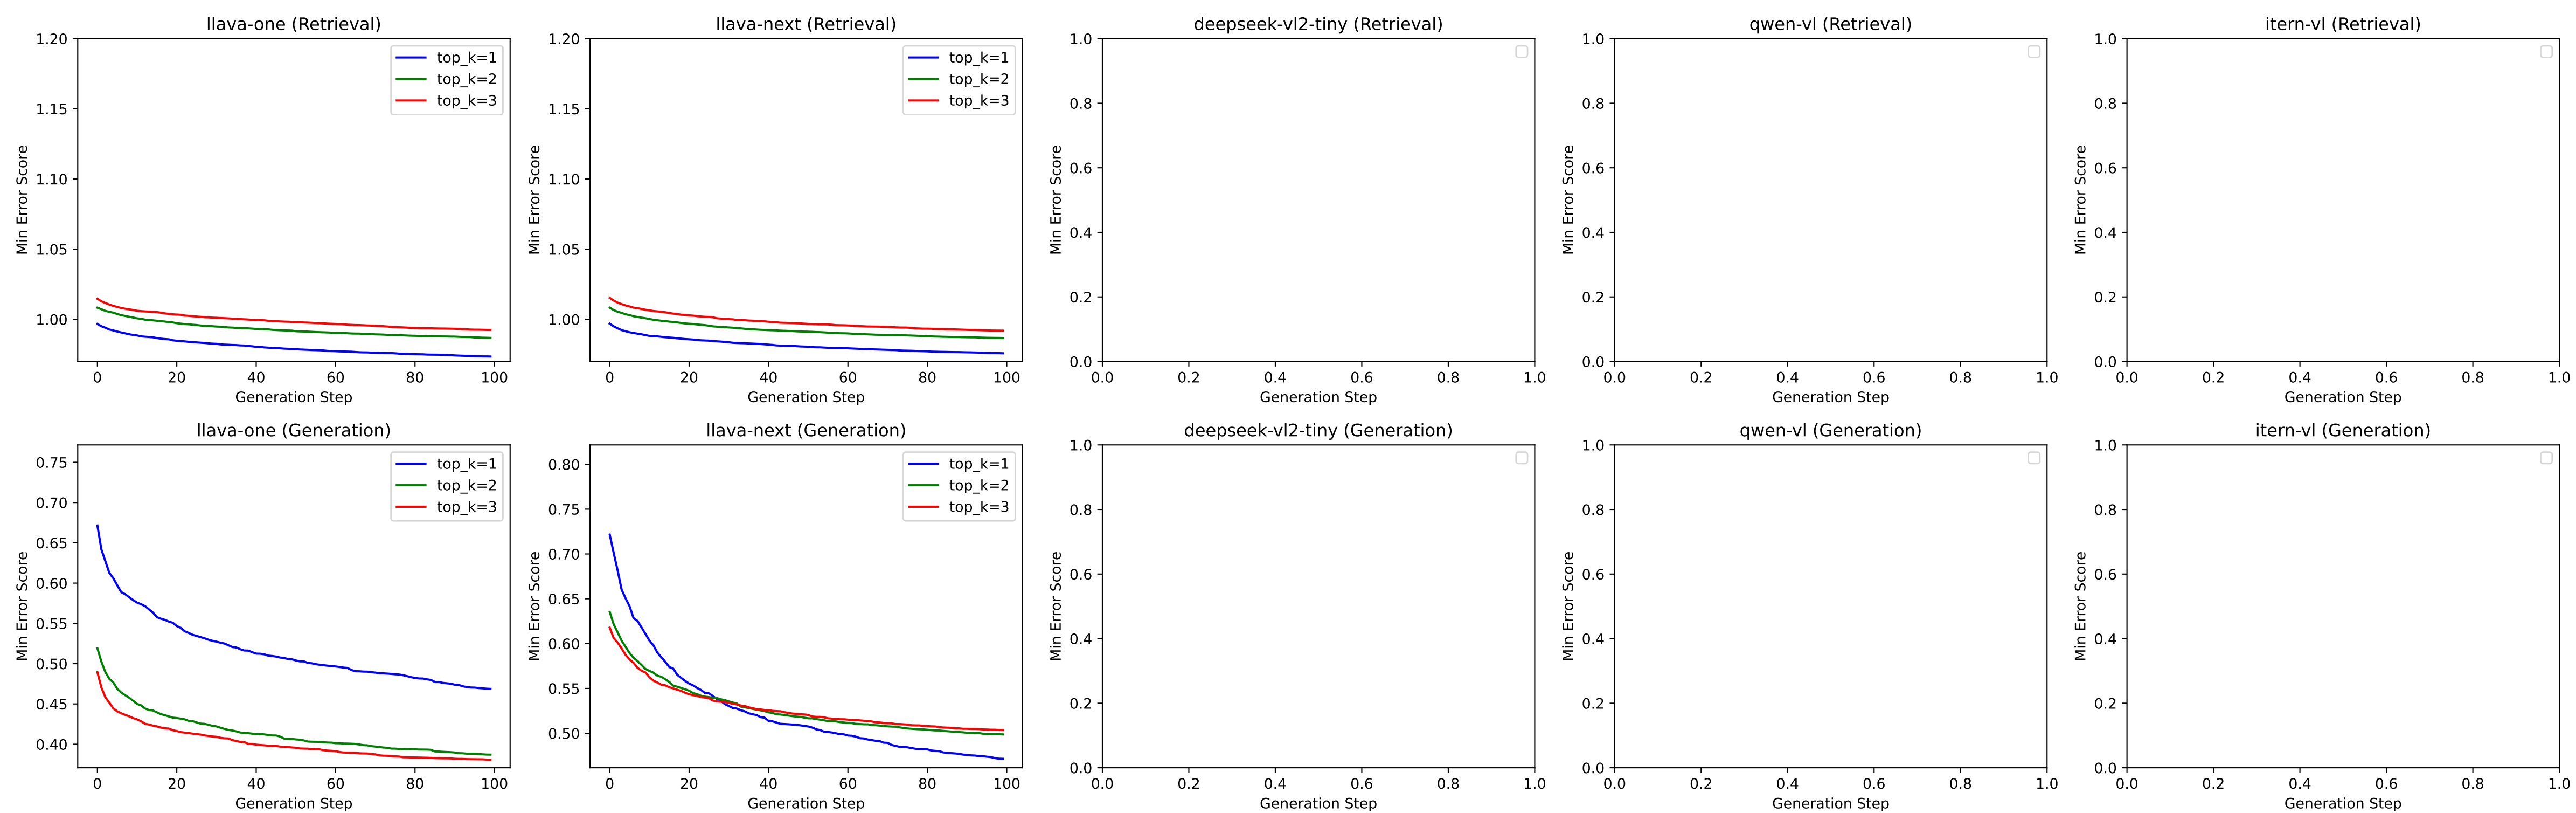 llava-one (Retrieval)
1.20
1.15
1.10
1.05
1.00
Min Error Score
0 20 40 60 80 100
Generation Step
top_k=1
top_k=2
top_k=3
llava-next (Retrieval)
1.20
1.15
1.10
1.05
1.00
Min Error Score
0 20 40 60 80 100
Generation Step
top_k=1
top_k=2
top_k=3
deepseek-vl2-tiny (Retrieval)
1.0
0.8
0.6
0.4
0.2
0.0
Min Error Score
0.0 0.2 0.4 0.6 0.8 1.0
Generation Step
qwen-vl (Retrieval)
1.0
0.8
0.6
0.4
0.2
0.0
Min Error Score
0.0 0.2 0.4 0.6 0.8 1.0
Generation Step
itern-vl (Retrieval)
1.0
0.8
0.6
0.4
0.2
0.0
Min Error Score
0.0 0.2 0.4 0.6 0.8 1.0
Generation Step
llava-one (Generation)
0.75
0.70
0.65
0.60
0.55
0.50
0.45
0.40
Min Error Score
0 20 40 60 80 100
Generation Step
top_k=1
top_k=2
top_k=3
llava-next (Generation)
0.80
0.75
0.70
0.65
0.60
0.55
0.50
Min Error Score
0 20 40 60 80 100
Generation Step
top_k=1
top_k=2
top_k=3
deepseek-vl2-tiny (Generation)
1.0
0.8
0.6
0.4
0.2
0.0
Min Error Score
0.0 0.2 0.4 0.6 0.8 1.0
Generation Step
qwen-vl (Generation)
1.0
0.8
0.6
0.4
0.2
0.0
Min Error Score
0.0 0.2 0.4 0.6 0.8 1.0
Generation Step
itern-vl (Generation)
1.0
0.8
0.6
0.4
0.2
0.0
Min Error Score
0.0 0.2 0.4 0.6 0.8 1.0
Generation Step